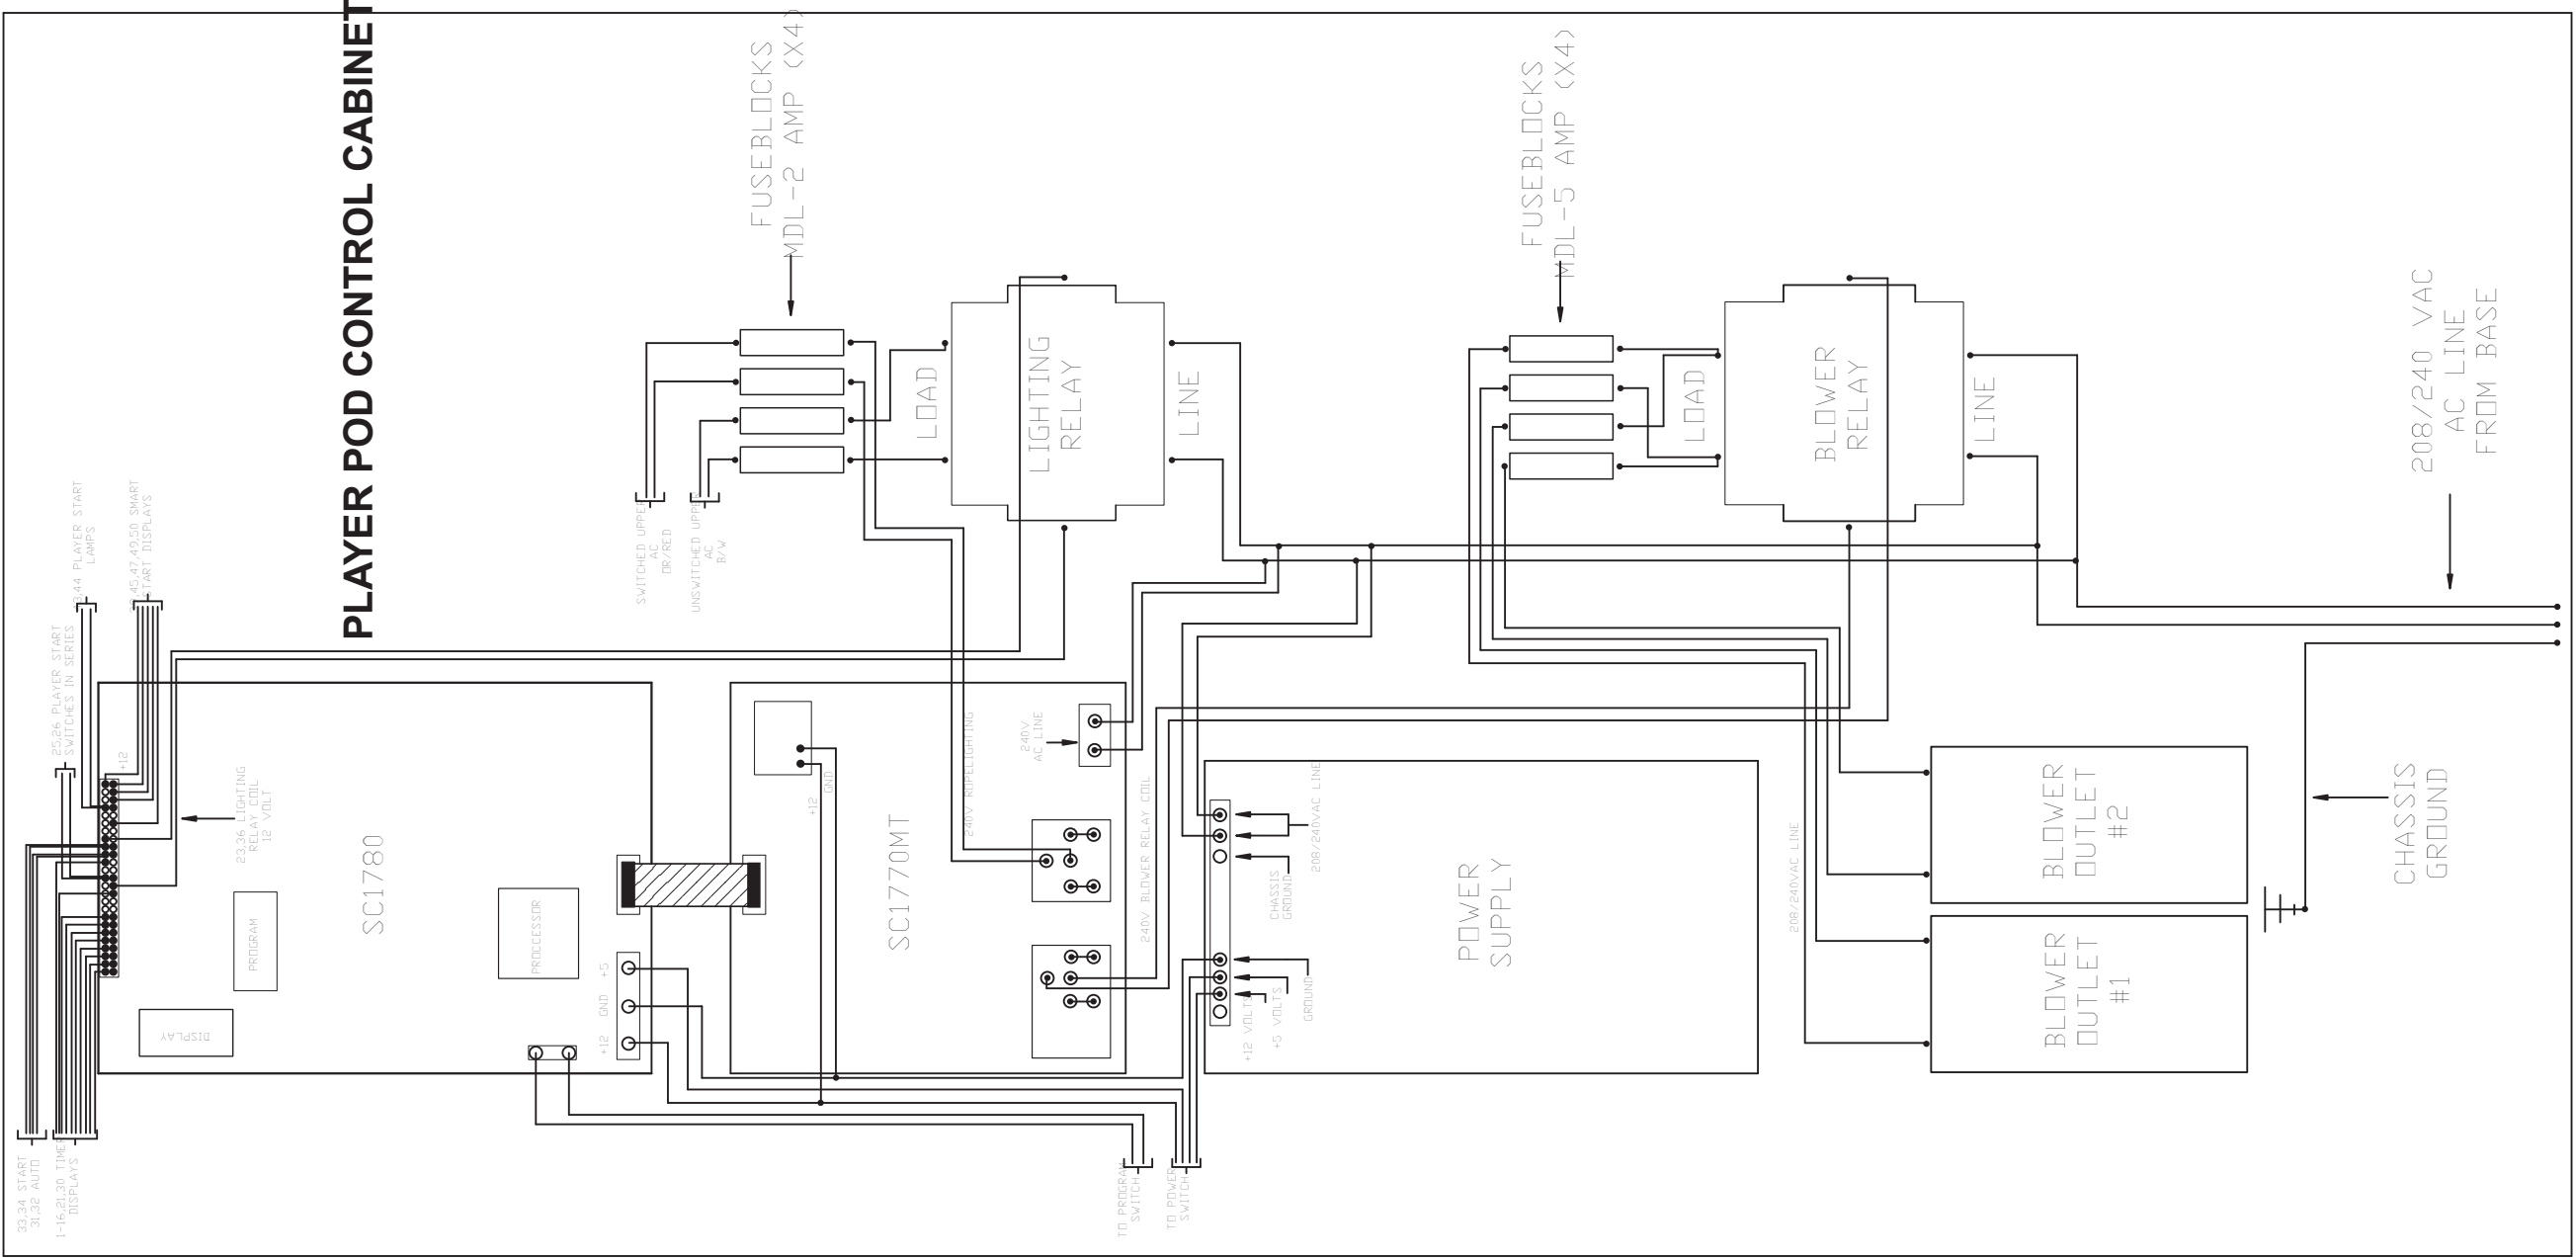 PLAYER POD CONTROL CABINET
FUSEBLOCKS
MDL-2 AMP (X4)
FUSEBLOCKS
MDL-5 AMP (X4)
208/240 VAC
AC LINE
FROM BASE
LOAD
LIGHTING
RELAY
LINE
LOAD
BLOWER
RELAY
LINE
SWITCHED UPPER
AC
OR/RED
UNSWITCHED UPPER
AC
B/W
3,44 PLAYER START
LAMPS
45,47,49,50 SMART
START DISPLAYS
25,26 PLAYER START
SWITCHES IN SERIES
+12
23,36 LIGHTING
RELAY COIL
12 VOLT
SC1780
PROGRAM
PROCCESSOR
DISPLAY
+12 GND +5
SC1770MT
+12
GND
240V ROPELIGHTING
240V
AC LINE
240V BLOWER RELAY COIL
208/240VAC LINE
CHASSIS
GROUND
POWER
SUPPLY
+12 VOLTS
+5 VOLTS
GROUND
208/240VAC LINE
BLOWER
OUTLET
#2
BLOWER
OUTLET
#1
CHASSIS
GROUND
33,34 START
31,32 AUTO
1-16,21,30 TIMER
DISPLAYS
TO PROGRAM
SWITCH
TO POWER
SWITCH